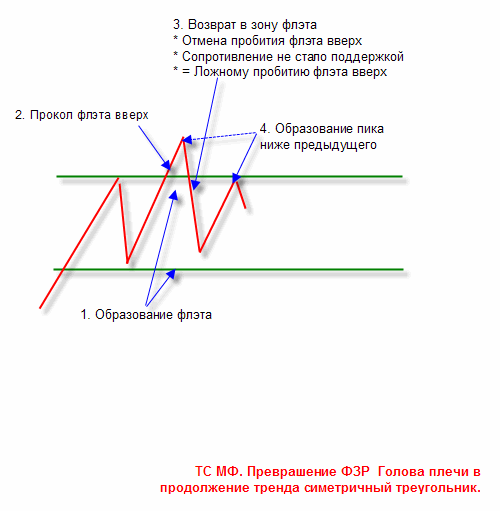 3. Возврат в зону флэта
* Отмена пробития флэта вверх
* Сопротивление не стало поддержкой
* = Ложному пробитию флэта вверх
2. Прокол флэта вверх
4. Образование пика
ниже предыдущего
1. Образование флэта
ТС МФ. Преврашение ФЗР Голова плечи в
продолжение тренда симетричный треугольник.